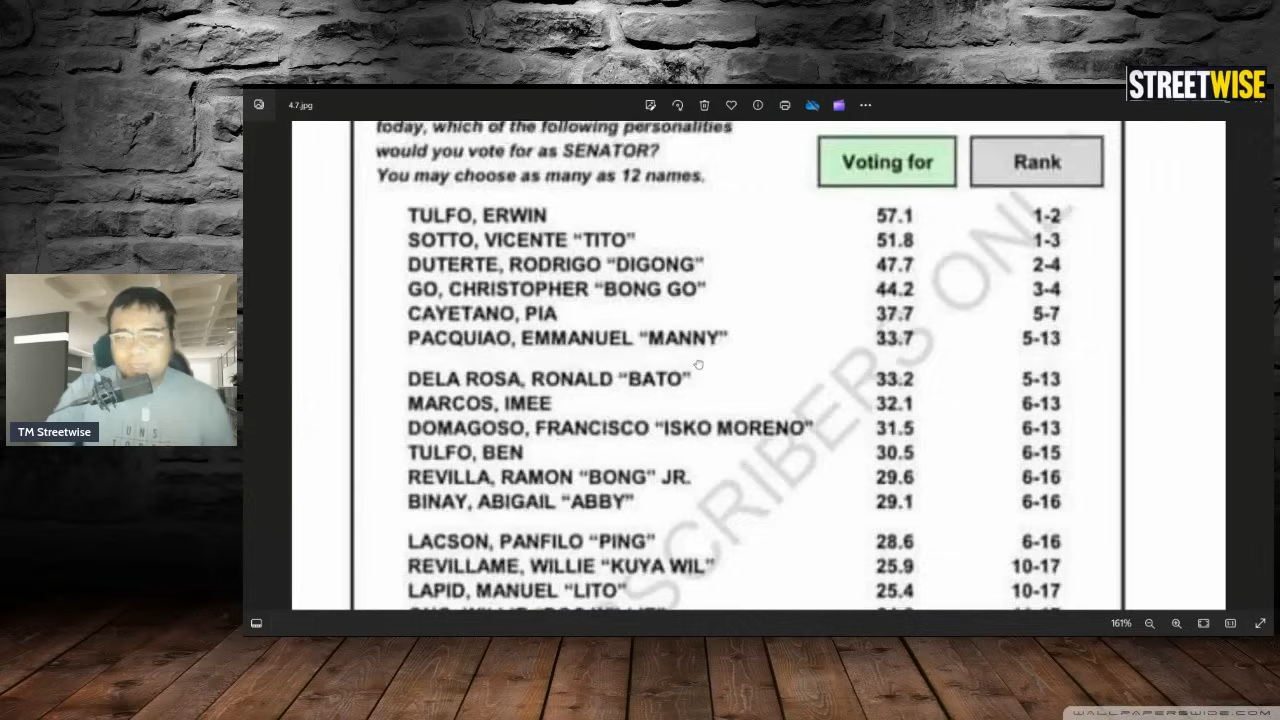 STREETWISE
4.7.jpg
today, which of the following personalities
would you vote for as SENATOR?
You may choose as many as 12 names.
Voting for Rank
TULFO, ERWIN 57.1 1-2
SOTTO, VICENTE “TITO” 51.8 1-3
DUTERTE, RODRIGO “DIGONG” 47.7 2-4
GO, CHRISTOPHER “BONG GO” 44.2 3-4
CAYETANO, PIA 37.7 5-7
PACQUIAO, EMMANUEL “MANNY” 33.7 5-13
DELA ROSA, RONALD “BATO” 33.2 5-13
MARCOS, IMEE 32.1 6-13
DOMAGOSO, FRANCISCO “ISKO MORENO” 31.5 6-13
TULFO, BEN 30.5 6-15
REVILLA, RAMON “BONG” JR. 29.6 6-16
BINAY, ABIGAIL “ABBY” 29.1 6-16
LACSON, PANFILO “PING” 28.6 6-16
REVILLAME, WILLIE “KUYA WIL” 25.9 10-17
LAPID, MANUEL “LITO” 25.4 10-17
TM Streetwise
161%
WALLPAPERSWIDE.COM